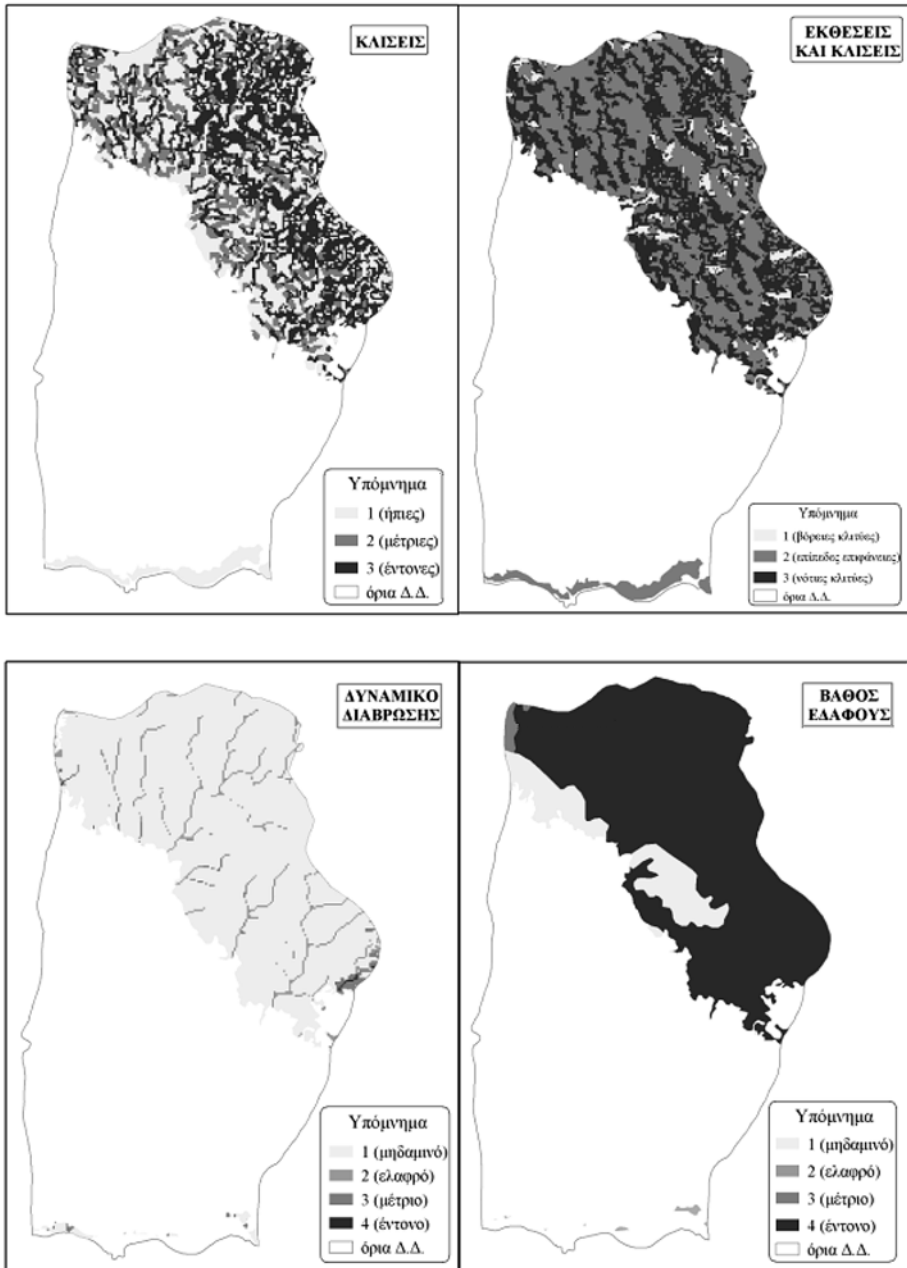 ΚΛΙΣΕΙΣ
Υπόμνημα
1 (ήπιες)
2 (μέτριες)
3 (έντονες)
όρια Δ.Δ.
ΕΚΘΕΣΕΙΣ
ΚΑΙ ΚΛΙΣΕΙΣ
Υπόμνημα
1 (βόρειες κλιτύες)
2 (επίπεδες επιφάνειες)
3 (νότιες κλιτύες)
όρια Δ.Δ.
ΔΥΝΑΜΙΚΟ
ΔΙΑΒΡΩΣΗΣ
Υπόμνημα
1 (μηδαμινό)
2 (ελαφρό)
3 (μέτριο)
4 (έντονο)
όρια Δ.Δ.
ΒΑΘΟΣ
ΕΔΑΦΟΥΣ
Υπόμνημα
1 (μηδαμινό)
2 (ελαφρό)
3 (μέτριο)
4 (έντονο)
όρια Δ.Δ.